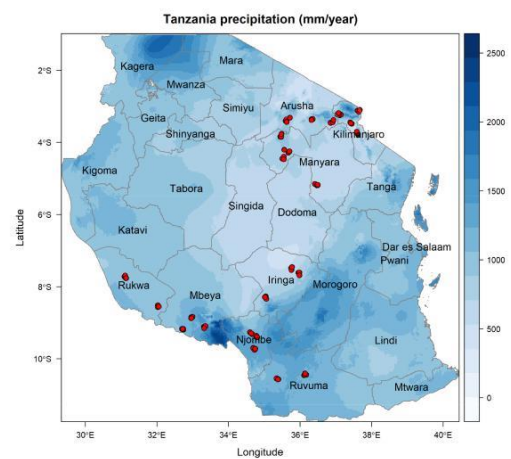 Tanzania precipitation (mm/year)
2°S
4°S
6°S
8°S
10°S
Latitude
Kagera
Mara
Mwanza
Geita
Simiyu
Arusha
Shinyanga
Kilimanjaro
Kigoma
Manyara
Tabora
Tanga
Singida
Dodoma
Katavi
Dar es Salaam
Pwani
Rukwa
Mbeya
Iringa
Morogoro
Njombe
Lindi
Ruvuma
Mtwara
30°E 32°E 34°E 36°E 38°E 40°E
Longitude
2500
2000
1500
1000
500
0